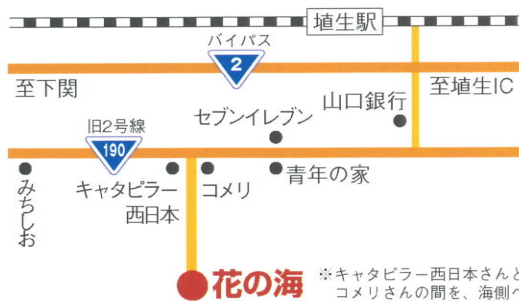 埴生駅
バイパス
2
至下関
至埴生IC
山口銀行
セブンイレブン
旧2号線
190
みちしお
キャタピラー
西日本
コメリ
青年の家
花の海
※キャタピラー西日本さんと
コメリさんの間を、海側へ